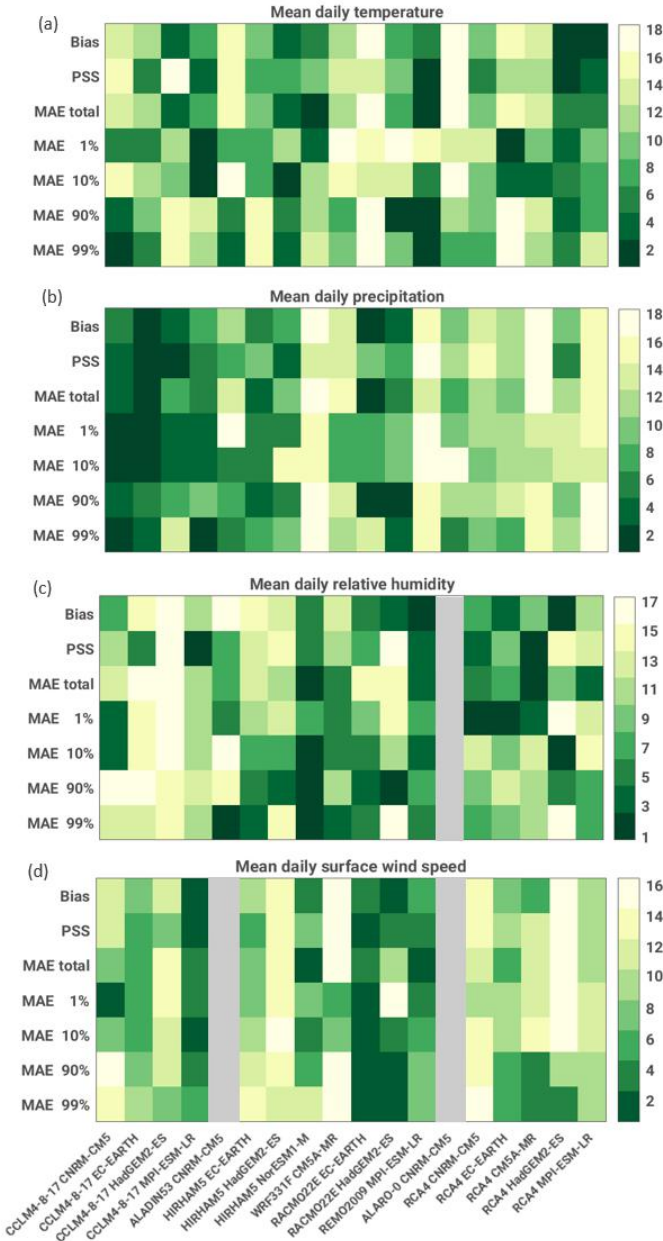 (a)
Mean daily temperature
Bias
PSS
MAE total
MAE 1%
MAE 10%
MAE 90%
MAE 99%
18
16
14
12
10
8
6
4
2
(b)
Mean daily precipitation
Bias
PSS
MAE total
MAE 1%
MAE 10%
MAE 90%
MAE 99%
18
16
14
12
10
8
6
4
2
(c)
Mean daily relative humidity
Bias
PSS
MAE total
MAE 1%
MAE 10%
MAE 90%
MAE 99%
17
15
13
11
9
7
5
3
1
(d)
Mean daily surface wind speed
Bias
PSS
MAE total
MAE 1%
MAE 10%
MAE 90%
MAE 99%
16
14
12
10
8
6
4
2
CCLM4-8-17 CNRM-CM5
CCLM4-8-17 EC-EARTH
CCLM4-8-17 HadGEM2-ES
CCLM4-8-17 MPI-ESM-LR
ALADIN53 CNRM-CM5
HIRHAM5 EC-EARTH
HIRHAM5 HadGEM2-ES
HIRHAM5 NorESM1-M
WRF331F CM5A-MR
RACMO22E EC-EARTH
RACMO22E HadGEM2-ES
REMO2009 MPI-ESM-LR
ALARO-0 CNRM-CM5
RCA4 CNRM-CM5
RCA4 EC-EARTH
RCA4 CM5A-MR
RCA4 HadGEM2-ES
RCA4 MPI-ESM-LR